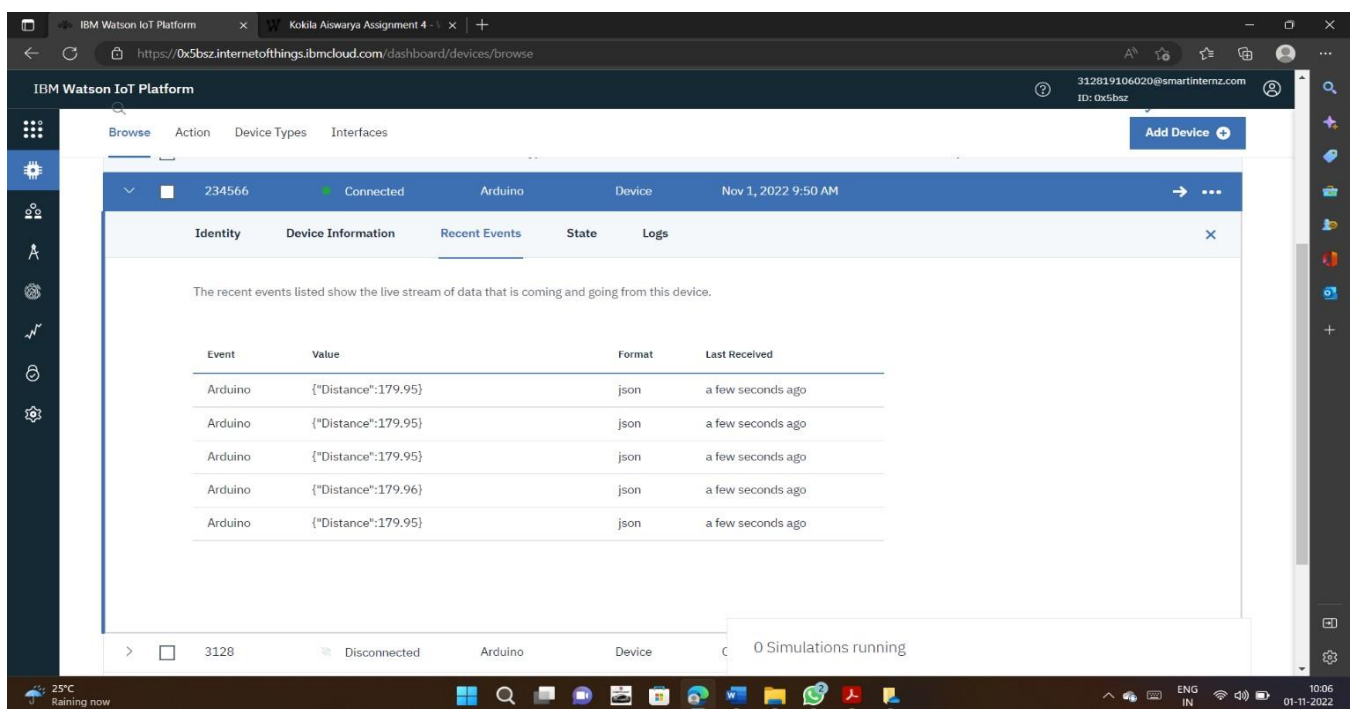 IBM Watson IoT Platform
Kokila Aiswarya Assignment 4 -
https://0x5bsz.internetofthings.ibmcloud.com/dashboard/devices/browse
IBM Watson IoT Platform
312819106020@smartinternz.com
ID: 0x5bsz
Browse Action Device Types Interfaces
Add Device
234566 Connected Arduino Device Nov 1, 2022 9:50 AM
Identity Device Information Recent Events State Logs
The recent events listed show the live stream of data that is coming and going from this device.
Event Value Format Last Received
Arduino {"Distance":179.95} json a few seconds ago
Arduino {"Distance":179.95} json a few seconds ago
Arduino {"Distance":179.95} json a few seconds ago
Arduino {"Distance":179.96} json a few seconds ago
Arduino {"Distance":179.95} json a few seconds ago
3128 Disconnected Arduino Device
0 Simulations running
25°C
Raining now
ENG
IN
10:06
01-11-2022